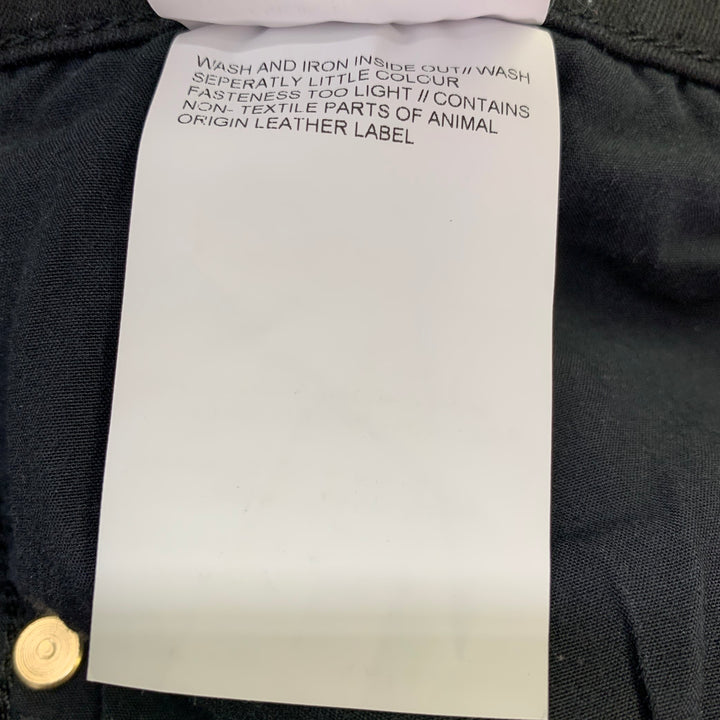 WASH AND IRON INSIDE OUT// WASH
SEPERATLY LITTLE COLOUR
FASTENESS TOO LIGHT // CONTAINS
NON- TEXTILE PARTS OF ANIMAL
ORIGIN LEATHER LABEL